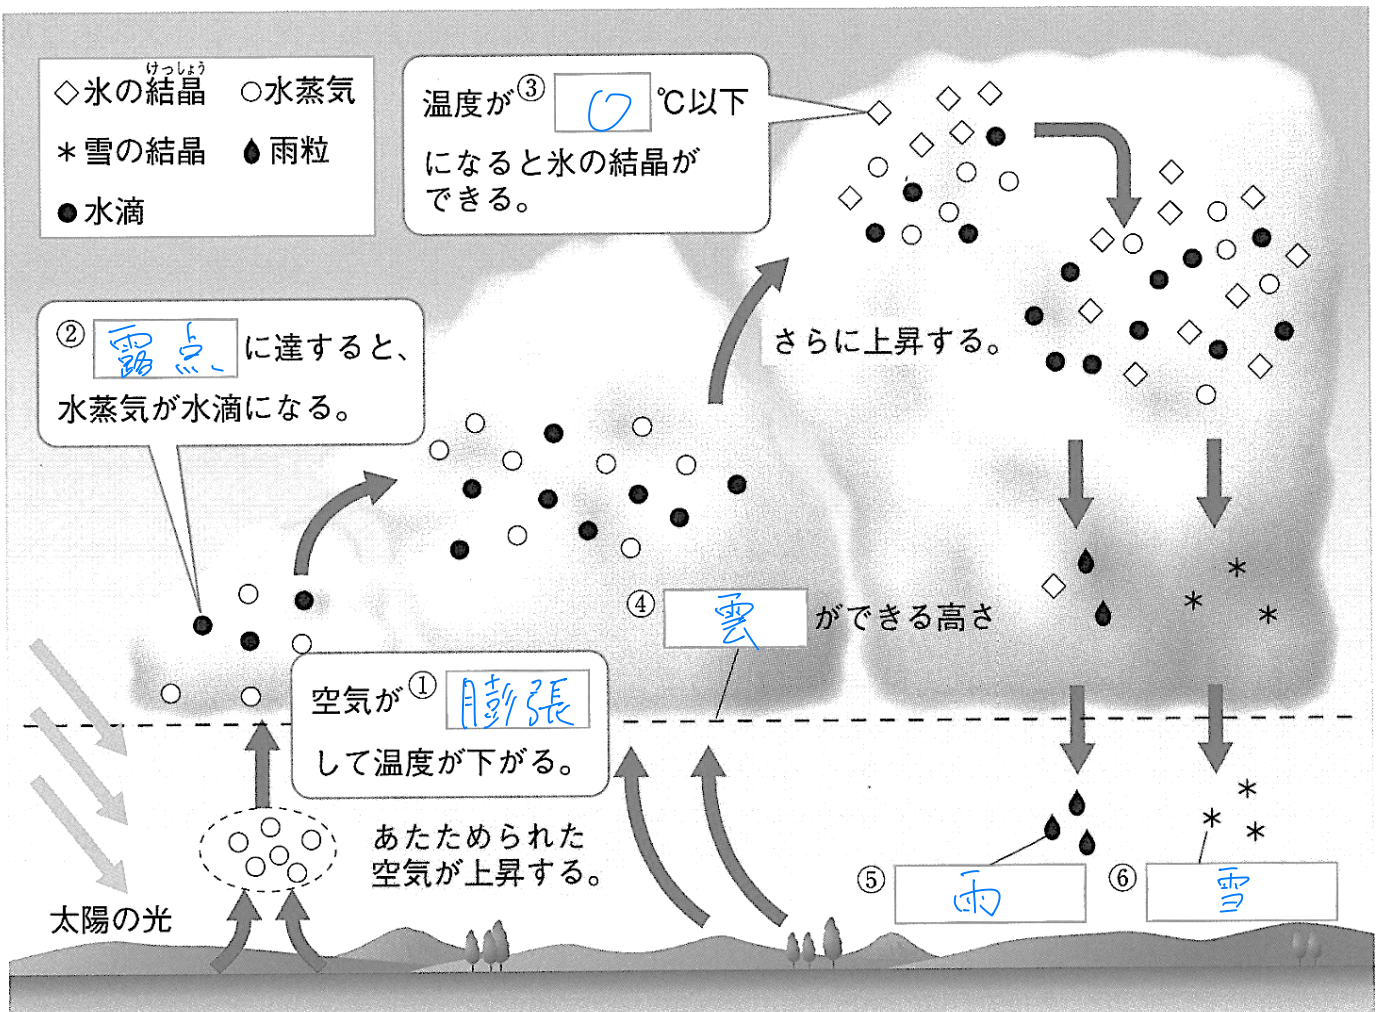 けっしょう
◇氷の結晶 ○水蒸気
＊雪の結晶 雨粒
●水滴
温度が③ 0 ℃以下
になると氷の結晶が
できる。
② 露点 に達すると、
水蒸気が水滴になる。
さらに上昇する。
④ 雲 ができる高さ
空気が① 膨張
して温度が下がる。
あたためられた
空気が上昇する。
太陽の光
⑤ 雨
⑥ 雪